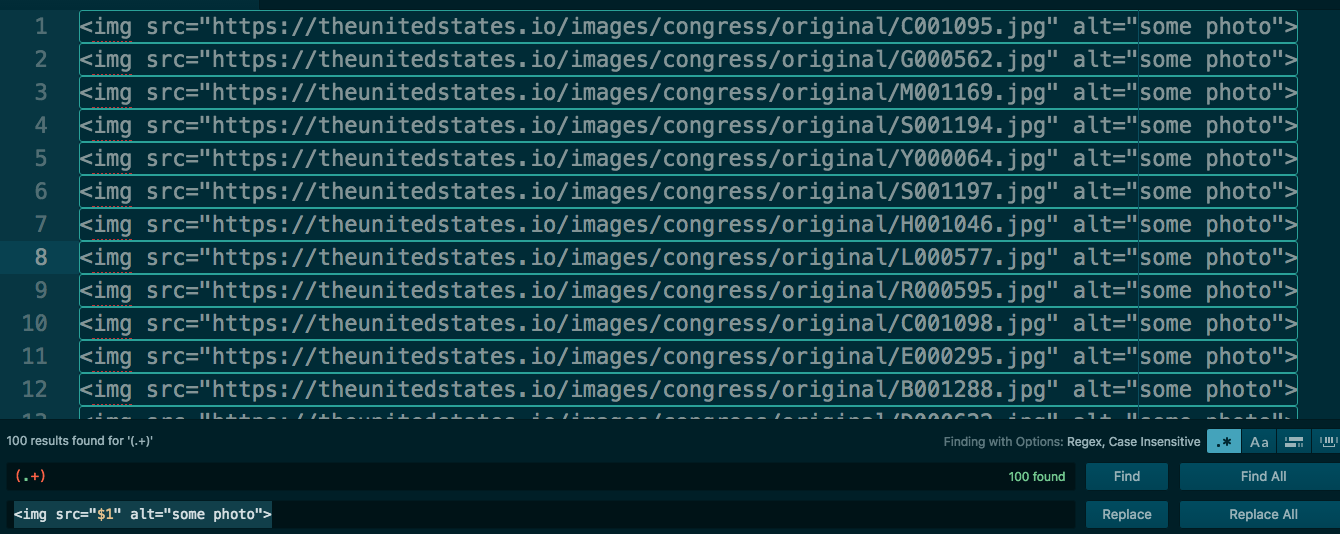 1 <img src="https://theunitedstates.io/images/congress/original/C001095.jpg" alt="some photo">
2 <img src="https://theunitedstates.io/images/congress/original/G000562.jpg" alt="some photo">
3 <img src="https://theunitedstates.io/images/congress/original/M001169.jpg" alt="some photo">
4 <img src="https://theunitedstates.io/images/congress/original/S001194.jpg" alt="some photo">
5 <img src="https://theunitedstates.io/images/congress/original/Y000064.jpg" alt="some photo">
6 <img src="https://theunitedstates.io/images/congress/original/S001197.jpg" alt="some photo">
7 <img src="https://theunitedstates.io/images/congress/original/H001046.jpg" alt="some photo">
8 <img src="https://theunitedstates.io/images/congress/original/L000577.jpg" alt="some photo">
9 <img src="https://theunitedstates.io/images/congress/original/R000595.jpg" alt="some photo">
10 <img src="https://theunitedstates.io/images/congress/original/C001098.jpg" alt="some photo">
11 <img src="https://theunitedstates.io/images/congress/original/E000295.jpg" alt="some photo">
12 <img src="https://theunitedstates.io/images/congress/original/B001288.jpg" alt="some photo">
100 results found for '(.+)' Finding with Options: Regex, Case Insensitive .* Aa
(.+) 100 found Find Find All
<img src="$1" alt="some photo"> Replace Replace All